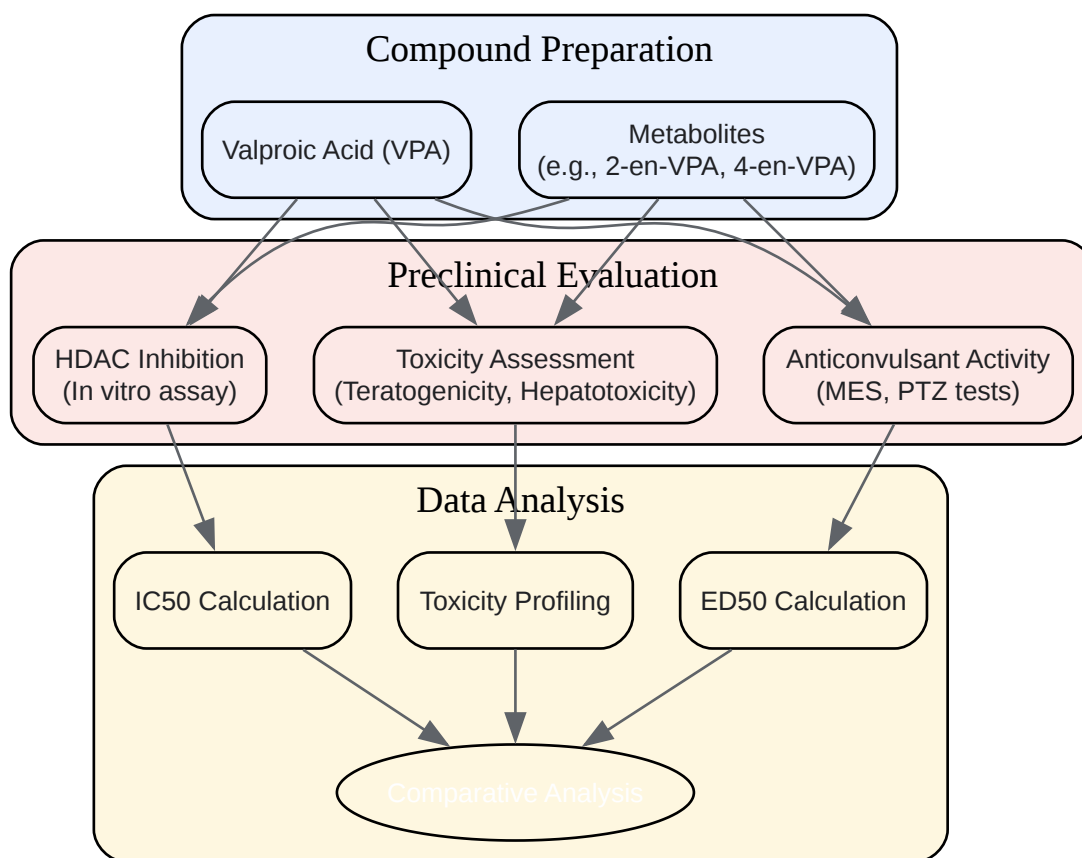 Compound Preparation
Valproic Acid (VPA)
Metabolites
(e.g., 2-en-VPA, 4-en-VPA)
Preclinical Evaluation
HDAC Inhibition
(In vitro assay)
Toxicity Assessment
(Teratogenicity, Hepatotoxicity)
Anticonvulsant Activity
(MES, PTZ tests)
Data Analysis
IC50 Calculation
Toxicity Profiling
ED50 Calculation
Comparative Analysis